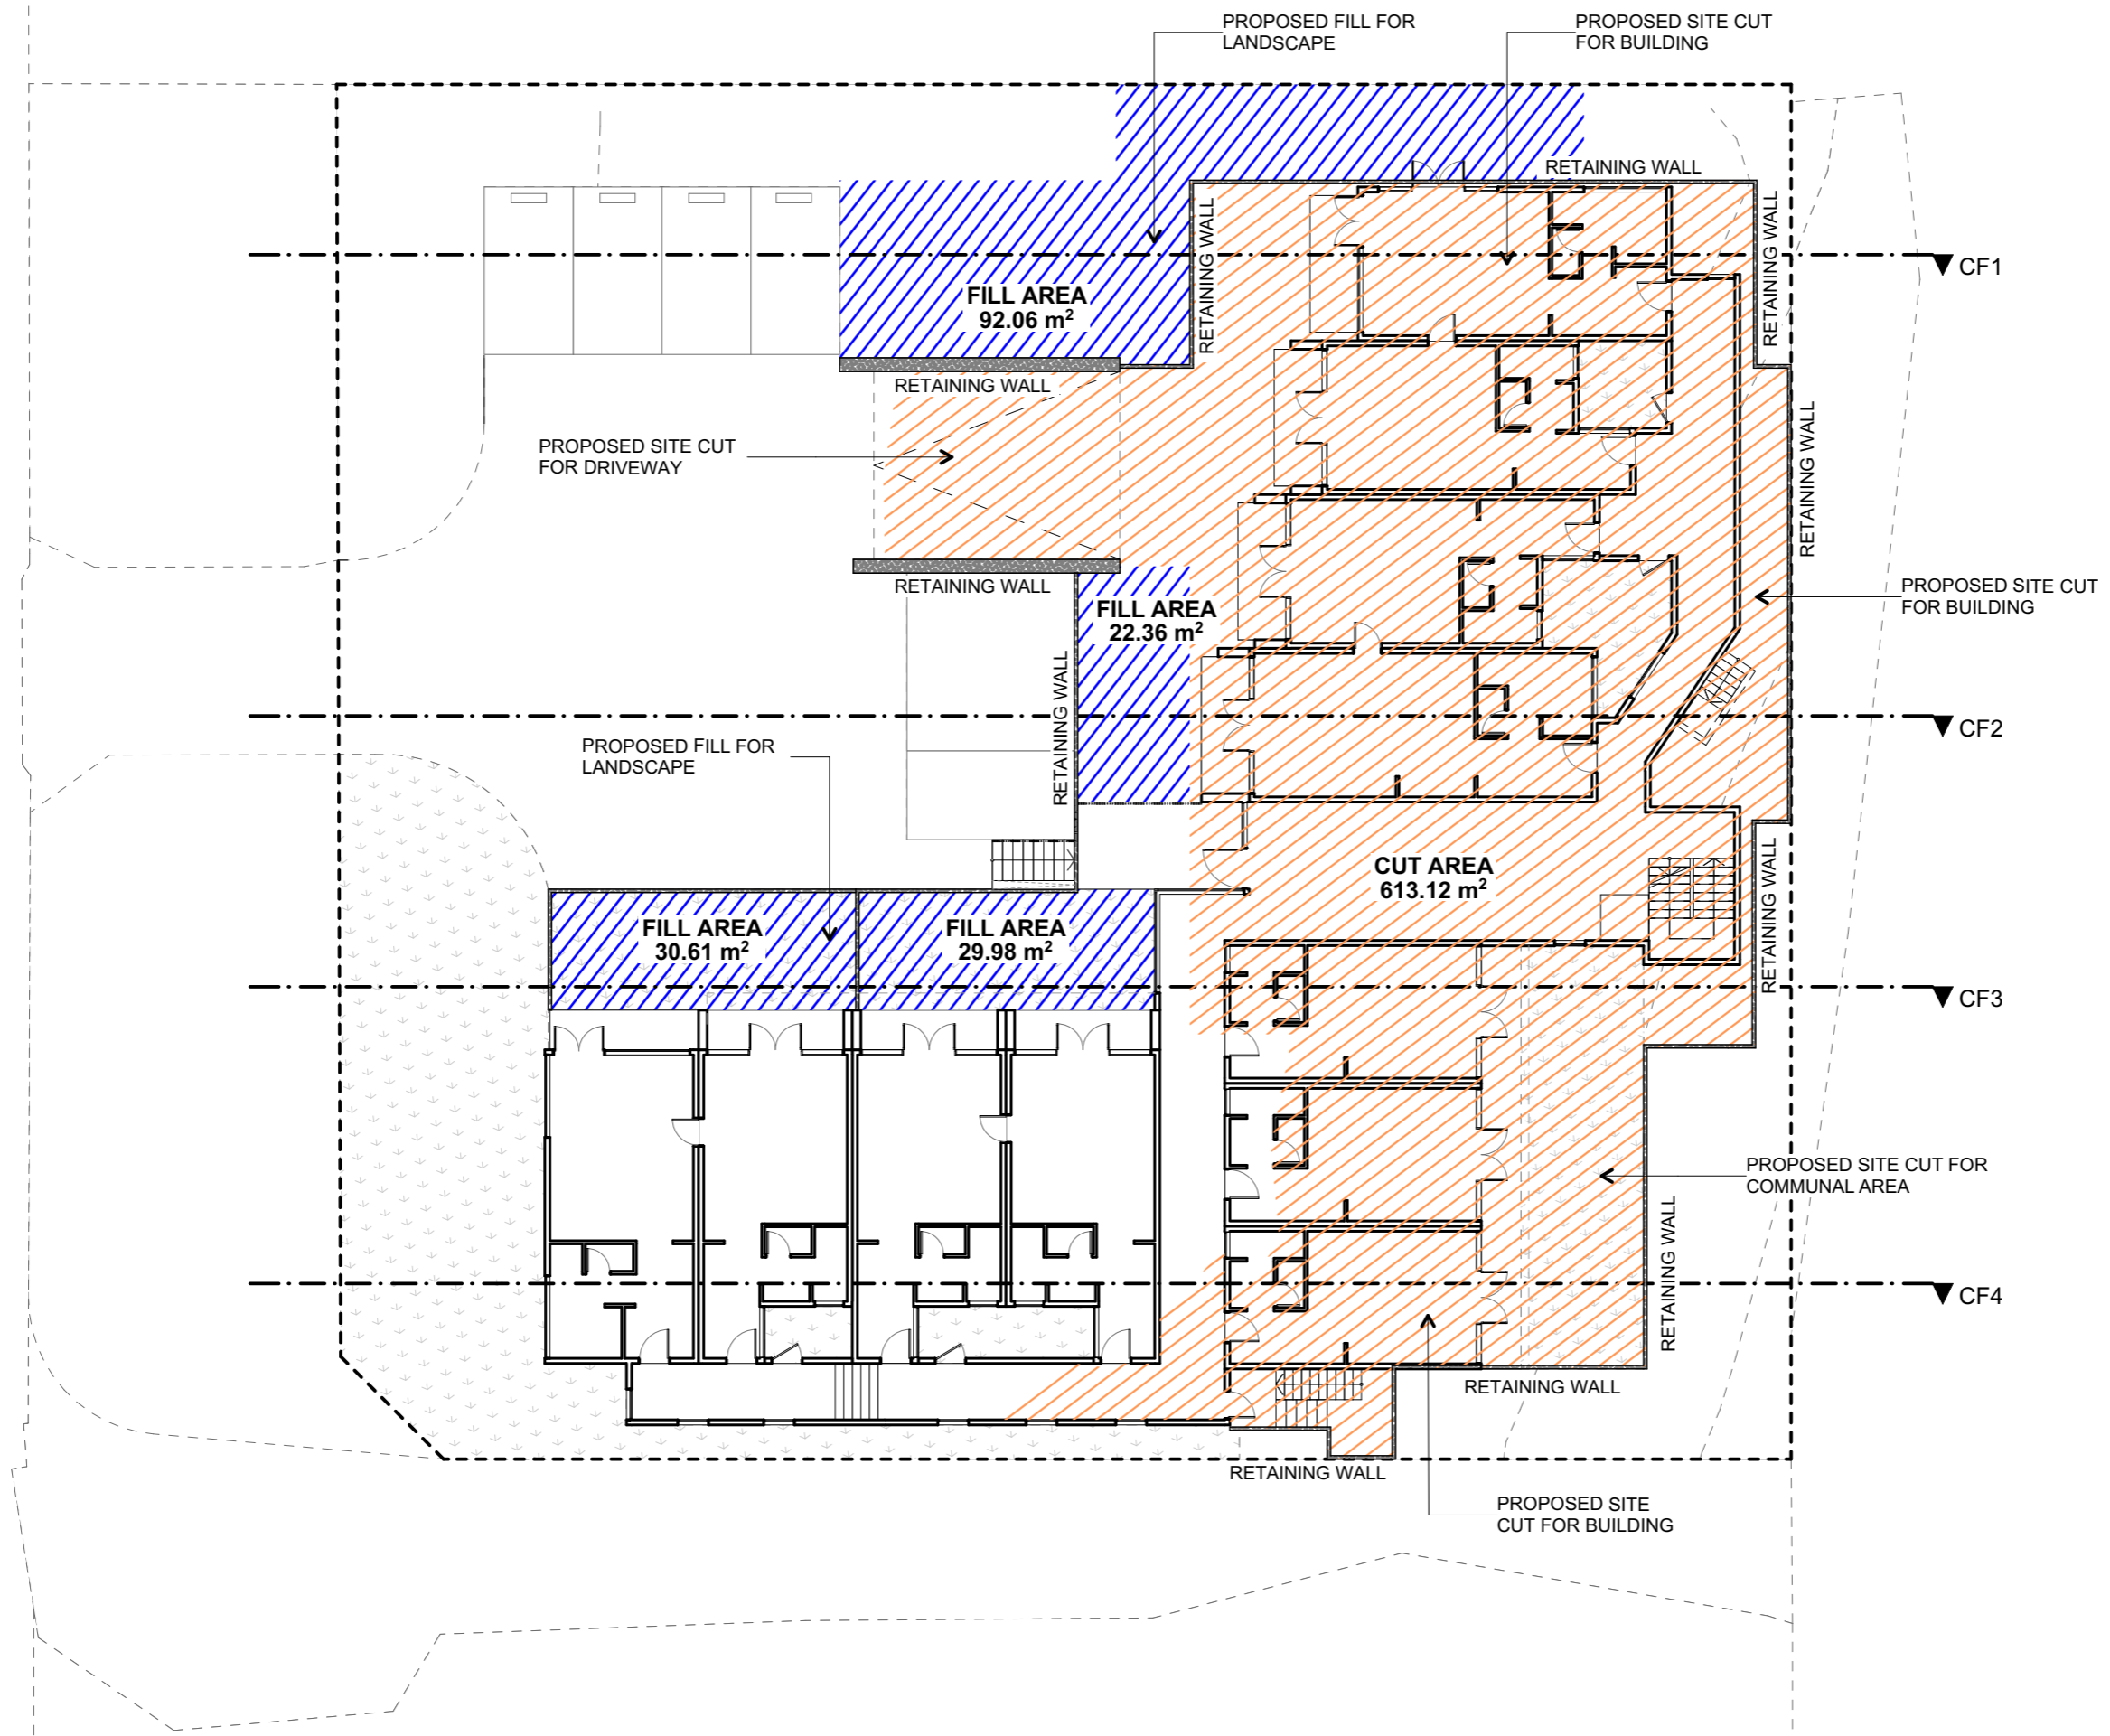 PROPOSED FILL FOR
LANDSCAPE
PROPOSED SITE CUT
FOR BUILDING
RETAINING WALL
RETAINING WALL
RETAINING WALL
CF1
FILL AREA
92.06 m²
RETAINING WALL
PROPOSED SITE CUT
FOR DRIVEWAY
RETAINING WALL
RETAINING WALL
PROPOSED SITE CUT
FOR BUILDING
FILL AREA
22.36 m²
RETAINING WALL
CF2
PROPOSED FILL FOR
LANDSCAPE
CUT AREA
613.12 m²
RETAINING WALL
FILL AREA
30.61 m²
FILL AREA
29.98 m²
CF3
PROPOSED SITE CUT FOR
COMMUNAL AREA
RETAINING WALL
CF4
RETAINING WALL
RETAINING WALL
PROPOSED SITE
CUT FOR BUILDING